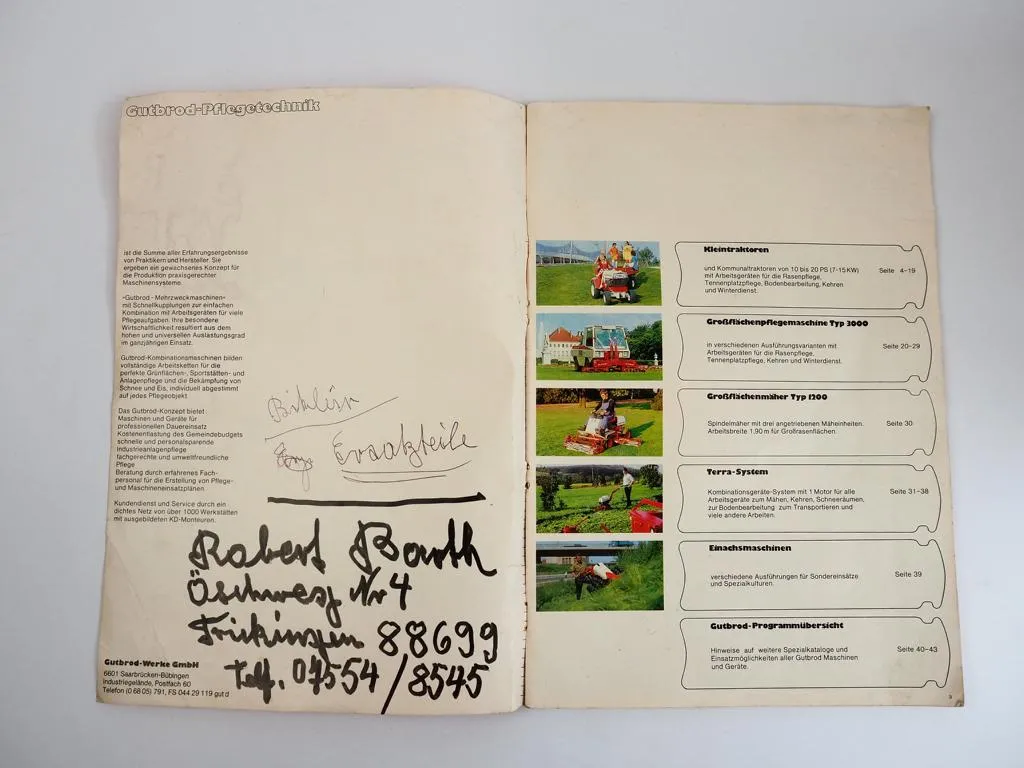 Gutbrod-Pflegetechnik
ist die Summe aller Erfahrungsergebnisse
von Praktikern und Hersteller. Sie
ergeben ein gewachsenes Konzept für
die Produktion praxisgerechter
Maschinensysteme.
»Gutbrod - Mehrzweckmaschinen«
mit Schnellkupplungen zur einfachen
Kombination mit Arbeitsgeräten für viele
Pflegeaufgaben. Ihre besondere
Wirtschaftlichkeit resultiert aus dem
hohen und universellen Auslastungsgrad
im ganzjährigen Einsatz.
Gutbrod-Kombinationsmaschinen bilden
vollständige Arbeitsketten für die
perfekte Grünflächen-, Sportstätten- und
Anlagenpflege und die Bekämpfung von
Schnee und Eis, individuell abgestimmt
auf jedes Pflegeobjekt
Das Gutbrod-Konzept bietet
Maschinen und Geräte für
professionellen Dauereinsatz
Kostenentlastung des Gemeindebudgets
schnelle und personalsparende
Industrieanlagenpflege
fachgerechte und umweltfreundliche
Pflege
Beratung durch erfahrenes Fach-
personal für die Erstellung von Pflege-
und Maschineneinsatzplänen.
Kundendienst und Service durch ein
dichtes Netz von über 1000 Werkstätten
mit ausgebildeten KD-Monteuren.
Ersatzteile
Robert Barth
Öschweg Nr 4
Frickingen 88699
Telf. 07554/8545
Gutbrod-Werke GmbH
6601 Saarbrücken-Bübingen
Industriegelände, Postfach 60
Telefon (0 68 05) 791, FS 044 29 119 gut d
Kleintraktoren
und Kommunaltraktoren von 10 bis 20 PS (7-15 KW)
mit Arbeitsgeräten für die Rasenpflege,
Tennenplatzpflege, Bodenbearbeitung, Kehren
und Winterdienst.
Seite 4–19
Großflächenpflegemaschine Typ 3000
in verschiedenen Ausführungsvarianten mit
Arbeitsgeräten für die Rasenpflege,
Tennenplatzpflege, Kehren und Winterdienst.
Seite 20–29
Großflächenmäher Typ 1200
Spindelmäher mit drei angetriebenen Mäheinheiten.
Arbeitsbreite 1,90 m für Großrasenflächen.
Seite 30
Terra-System
Kombinationsgeräte-System mit 1 Motor für alle
Arbeitsgeräte zum Mähen, Kehren, Schneeräumen,
zur Bodenbearbeitung zum Transportieren und
viele andere Arbeiten.
Seite 31–38
Einachsmaschinen
verschiedene Ausführungen für Sondereinsätze
und Spezialkulturen.
Seite 39
Gutbrod-Programmübersicht
Hinweise auf weitere Spezialkataloge und
Einsatzmöglichkeiten aller Gutbrod Maschinen
und Geräte.
Seite 40–43
3